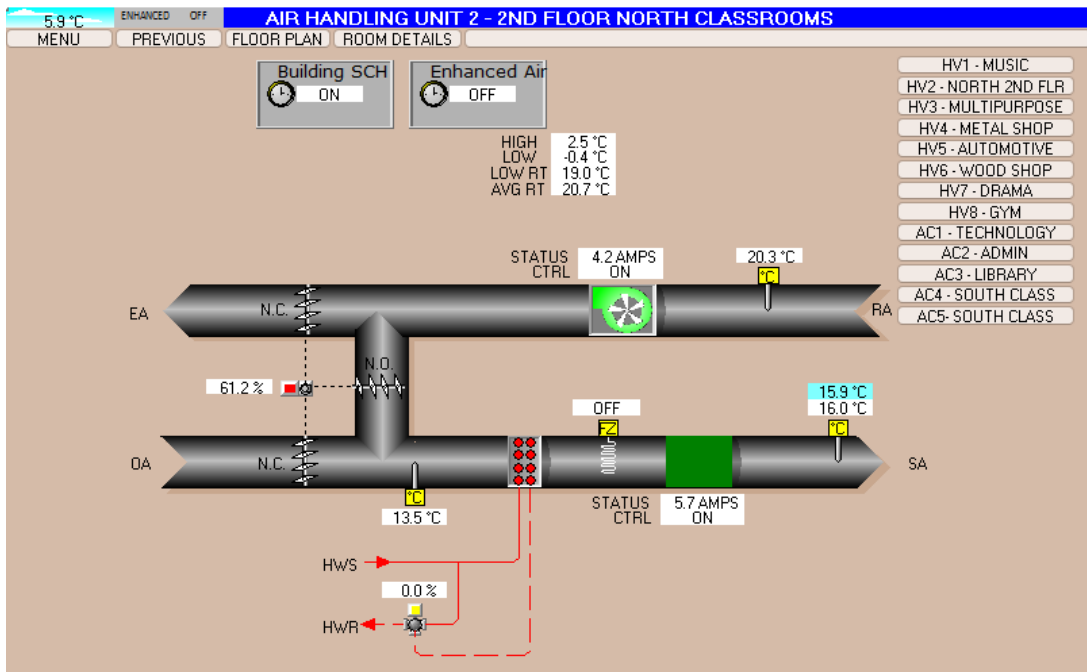 5.9 °C ENHANCED OFF AIR HANDLING UNIT 2 - 2ND FLOOR NORTH CLASSROOMS
MENU PREVIOUS FLOOR PLAN ROOM DETAILS
Building SCH
ON
Enhanced Air
OFF
HIGH 2.5 °C
LOW -0.4 °C
LOW RT 19.0 °C
AVG RT 20.7 °C
HV1 - MUSIC
HV2 - NORTH 2ND FLR
HV3 - MULTIPURPOSE
HV4 - METAL SHOP
HV5 - AUTOMOTIVE
HV6 - WOOD SHOP
HV7 - DRAMA
HV8 - GYM
AC1 - TECHNOLOGY
AC2 - ADMIN
AC3 - LIBRARY
AC4 - SOUTH CLASS
AC5- SOUTH CLASS
STATUS 4.2 AMPS
CTRL ON
20.3 °C
°C
EA N.C. RA
N.O.
61.2 %
15.9 °C
16.0 °C
°C
OFF
FZ
OA N.C. SA
°C
13.5 °C
STATUS 5.7 AMPS
CTRL ON
HWS
0.0 %
HWR